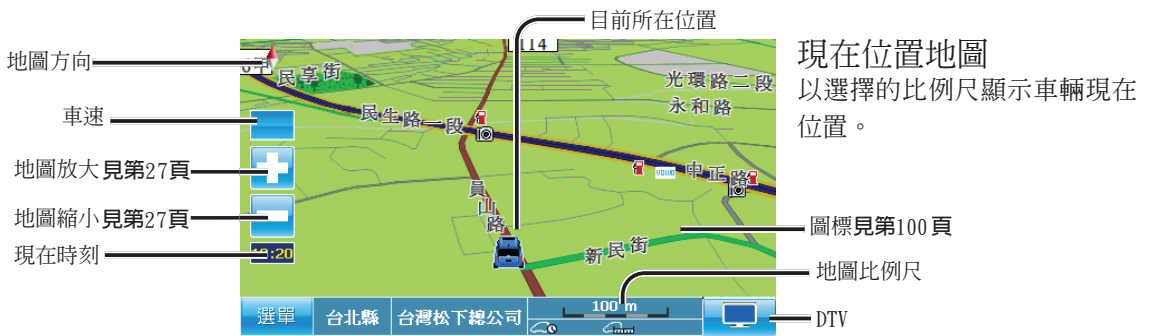 目前所在位置
地圖方向
車速
地圖放大見第27頁
地圖縮小見第27頁
現在時刻
114
民享街
光環路二段
永和路
民生路一段
中正路
員山路
新民街
選單
台北縣
台灣松下總公司
100 m
現在位置地圖
以選擇的比例尺顯示車輛現在
位置。
圖標見第100頁
地圖比例尺
DTV